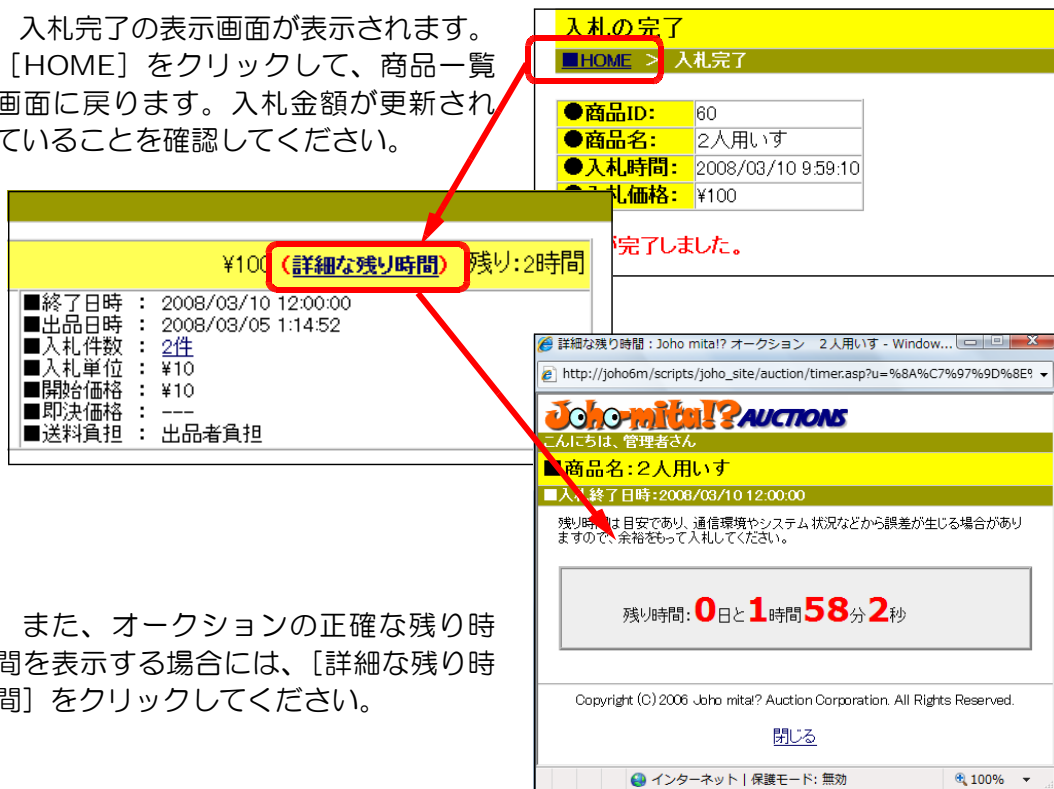 入札完了の表示画面が表示されます。
［HOME］をクリックして、商品一覧
画面に戻ります。入札金額が更新され
ていることを確認してください。
入札の完了
■HOME > 入札完了
●商品ID: 60
●商品名: 2人用いす
●入札時間: 2008/03/10 9:59:10
●入札価格: ¥100
が完了しました。
¥100 (詳細な残り時間) 残り:2時間
■終了日時 : 2008/03/10 12:00:00
■出品日時 : 2008/03/05 1:14:52
■入札件数 : 2件
■入札単位 : ¥10
■開始価格 : ¥10
■即決価格 : ---
■送料負担 : 出品者負担
詳細な残り時間 : Joho mita!? オークション 2人用いす - Window...
http://joho6m/scripts/joho_site/auction/timer.asp?u=%8A%C7%97%9D%8E%
Joho-mita!? AUCTIONS
こんにちは、管理者さん
■商品名:2人用いす
■入札終了日時:2008/03/10 12:00:00
残り時間は目安であり、通信環境やシステム状況などから誤差が生じる場合があり
ますので、余裕をもって入札してください。
残り時間:0日と1時間58分2秒
Copyright (C) 2006 Joho mita!? Auction Corporation. All Rights Reserved.
閉じる
インターネット | 保護モード: 無効 100%
また、オークションの正確な残り時
間を表示する場合には、［詳細な残り時
間］をクリックしてください。